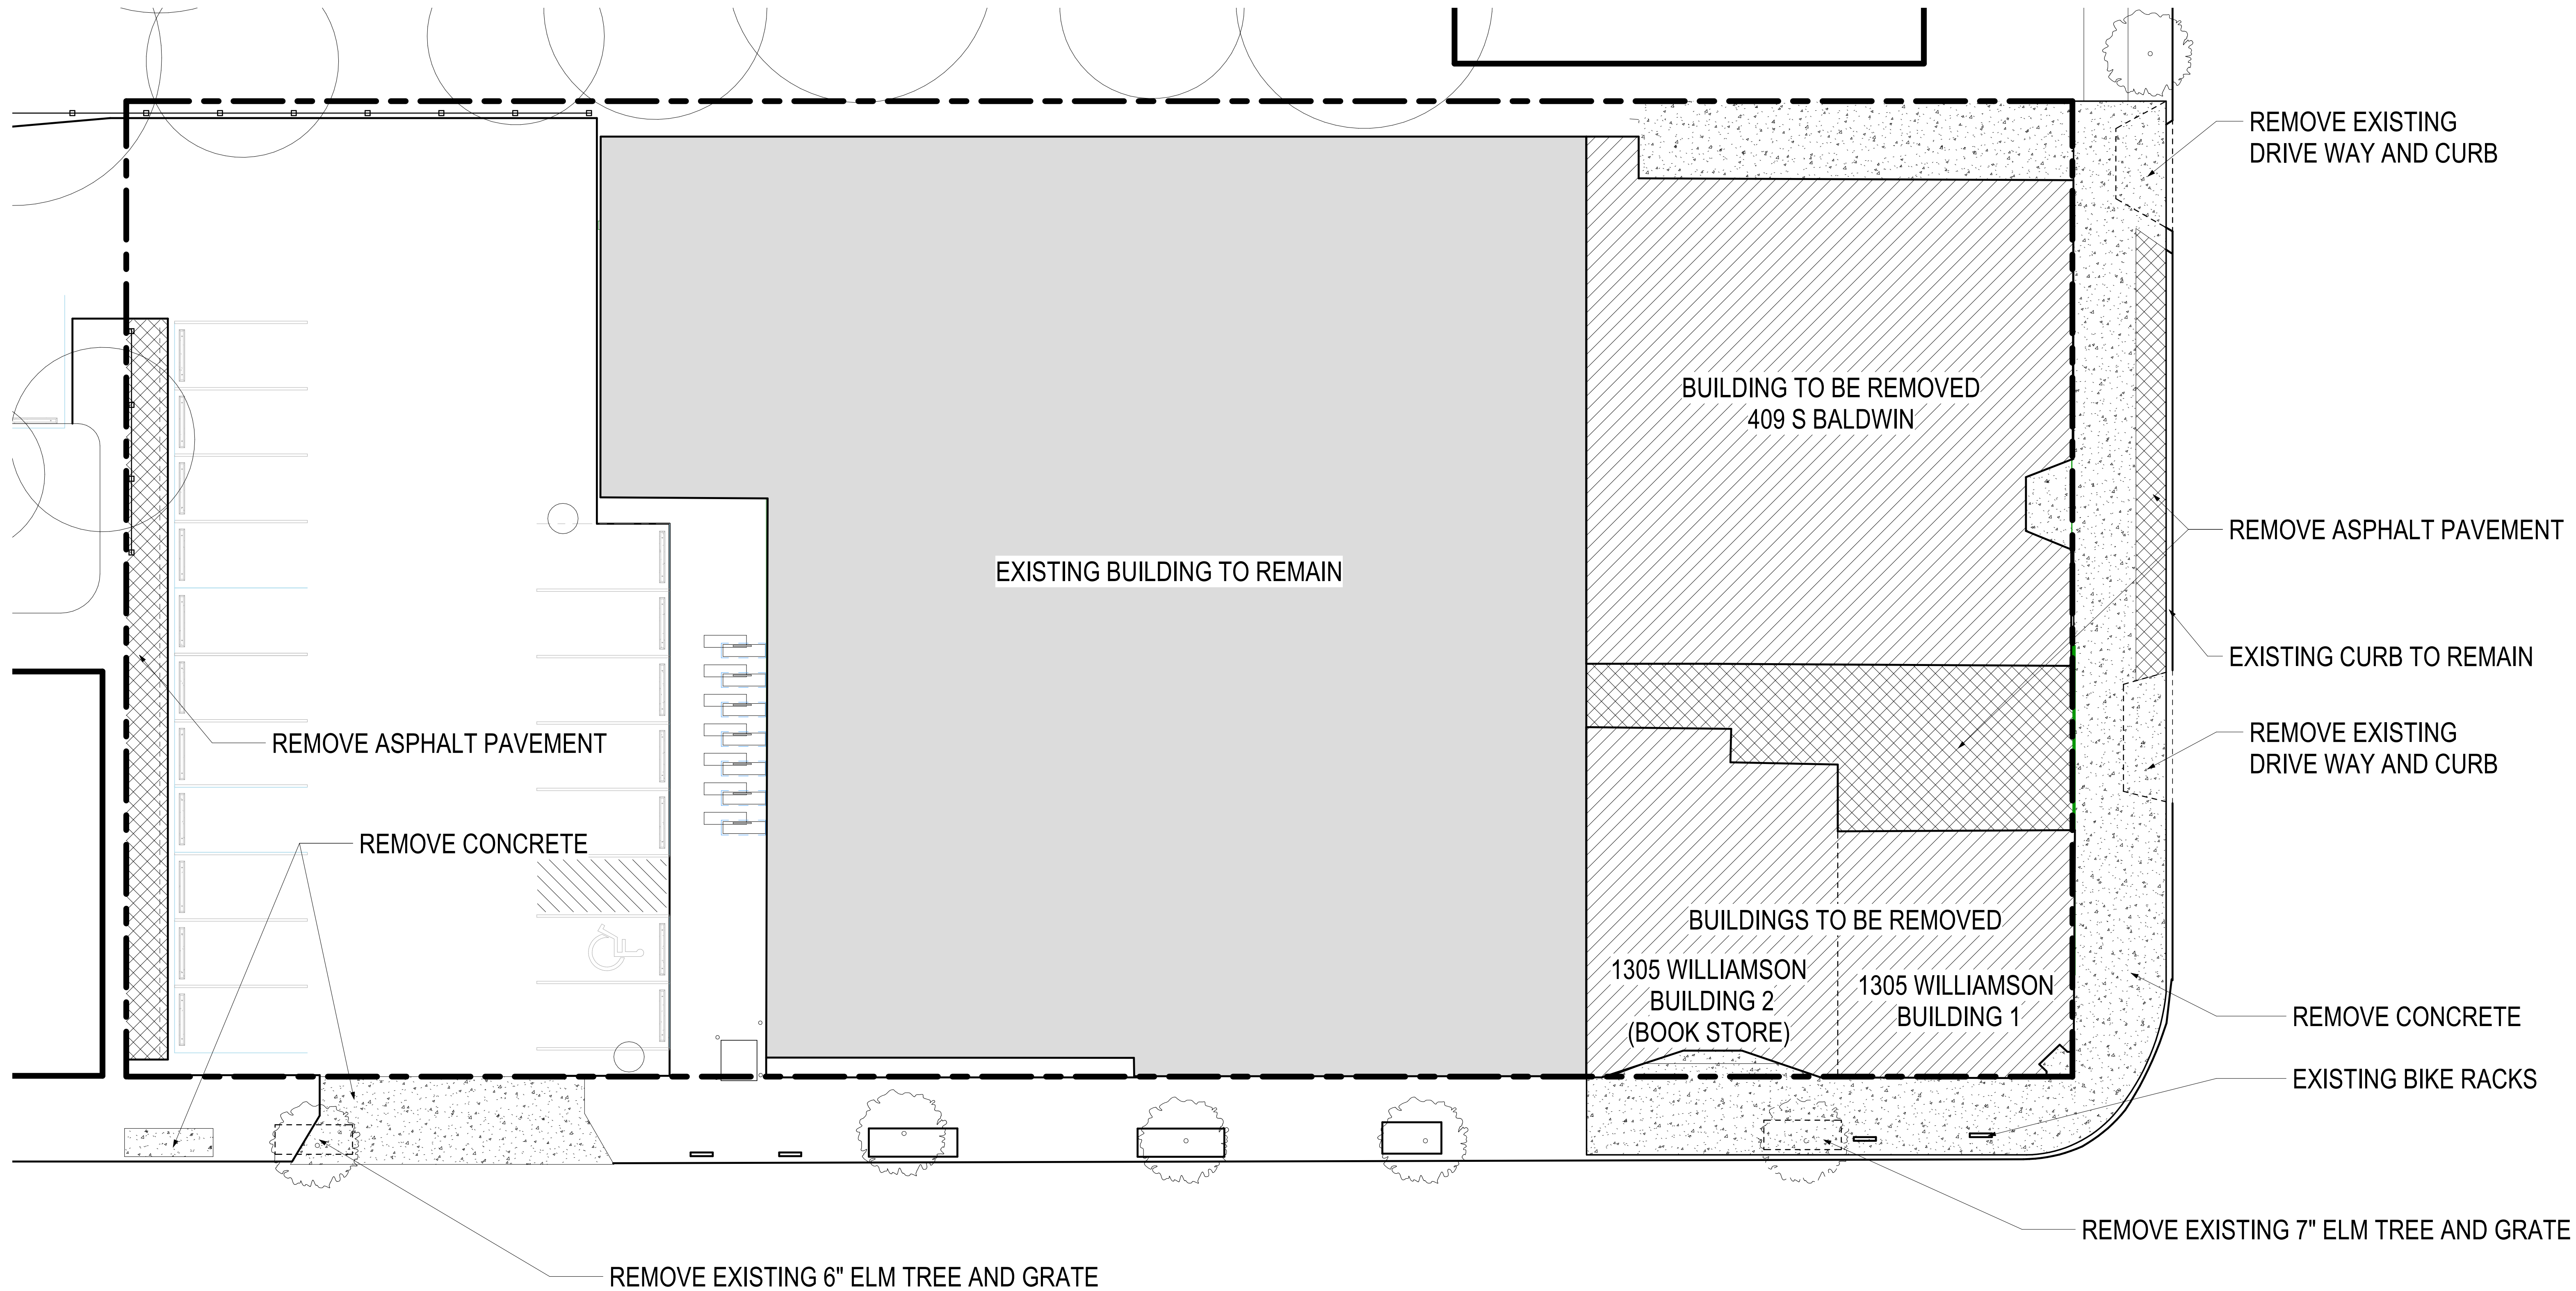 REMOVE EXISTING
DRIVE WAY AND CURB
BUILDING TO BE REMOVED
409 S BALDWIN
REMOVE ASPHALT PAVEMENT
EXISTING BUILDING TO REMAIN
EXISTING CURB TO REMAIN
REMOVE EXISTING
DRIVE WAY AND CURB
REMOVE ASPHALT PAVEMENT
REMOVE CONCRETE
BUILDINGS TO BE REMOVED
1305 WILLIAMSON
BUILDING 2
(BOOK STORE)
1305 WILLIAMSON
BUILDING 1
REMOVE CONCRETE
EXISTING BIKE RACKS
REMOVE EXISTING 7" ELM TREE AND GRATE
REMOVE EXISTING 6" ELM TREE AND GRATE